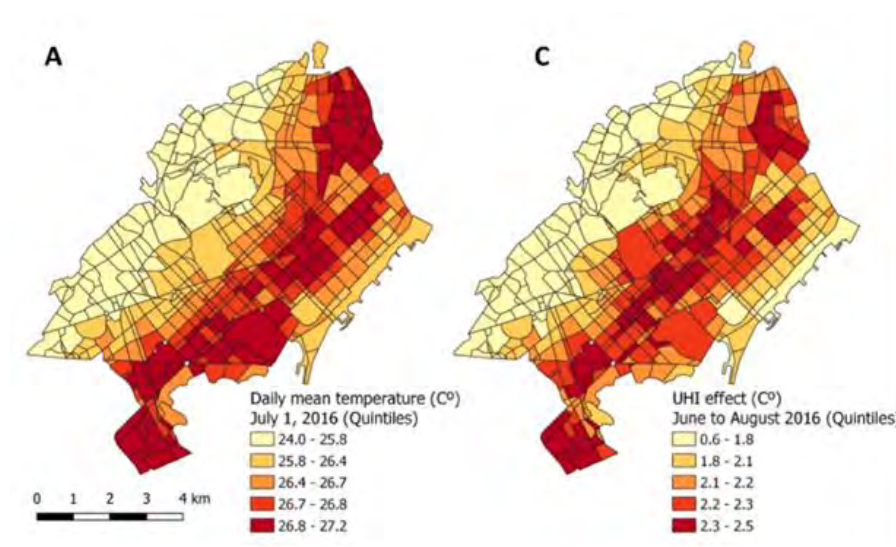 A
C
Daily mean temperature (Cº)
July 1, 2016 (Quintiles)
24.0 - 25.8
25.8 - 26.4
26.4 - 26.7
26.7 - 26.8
26.8 - 27.2
0 1 2 3 4 km
UHI effect (Cº)
June to August 2016 (Quintiles)
0.6 - 1.8
1.8 - 2.1
2.1 - 2.2
2.2 - 2.3
2.3 - 2.5